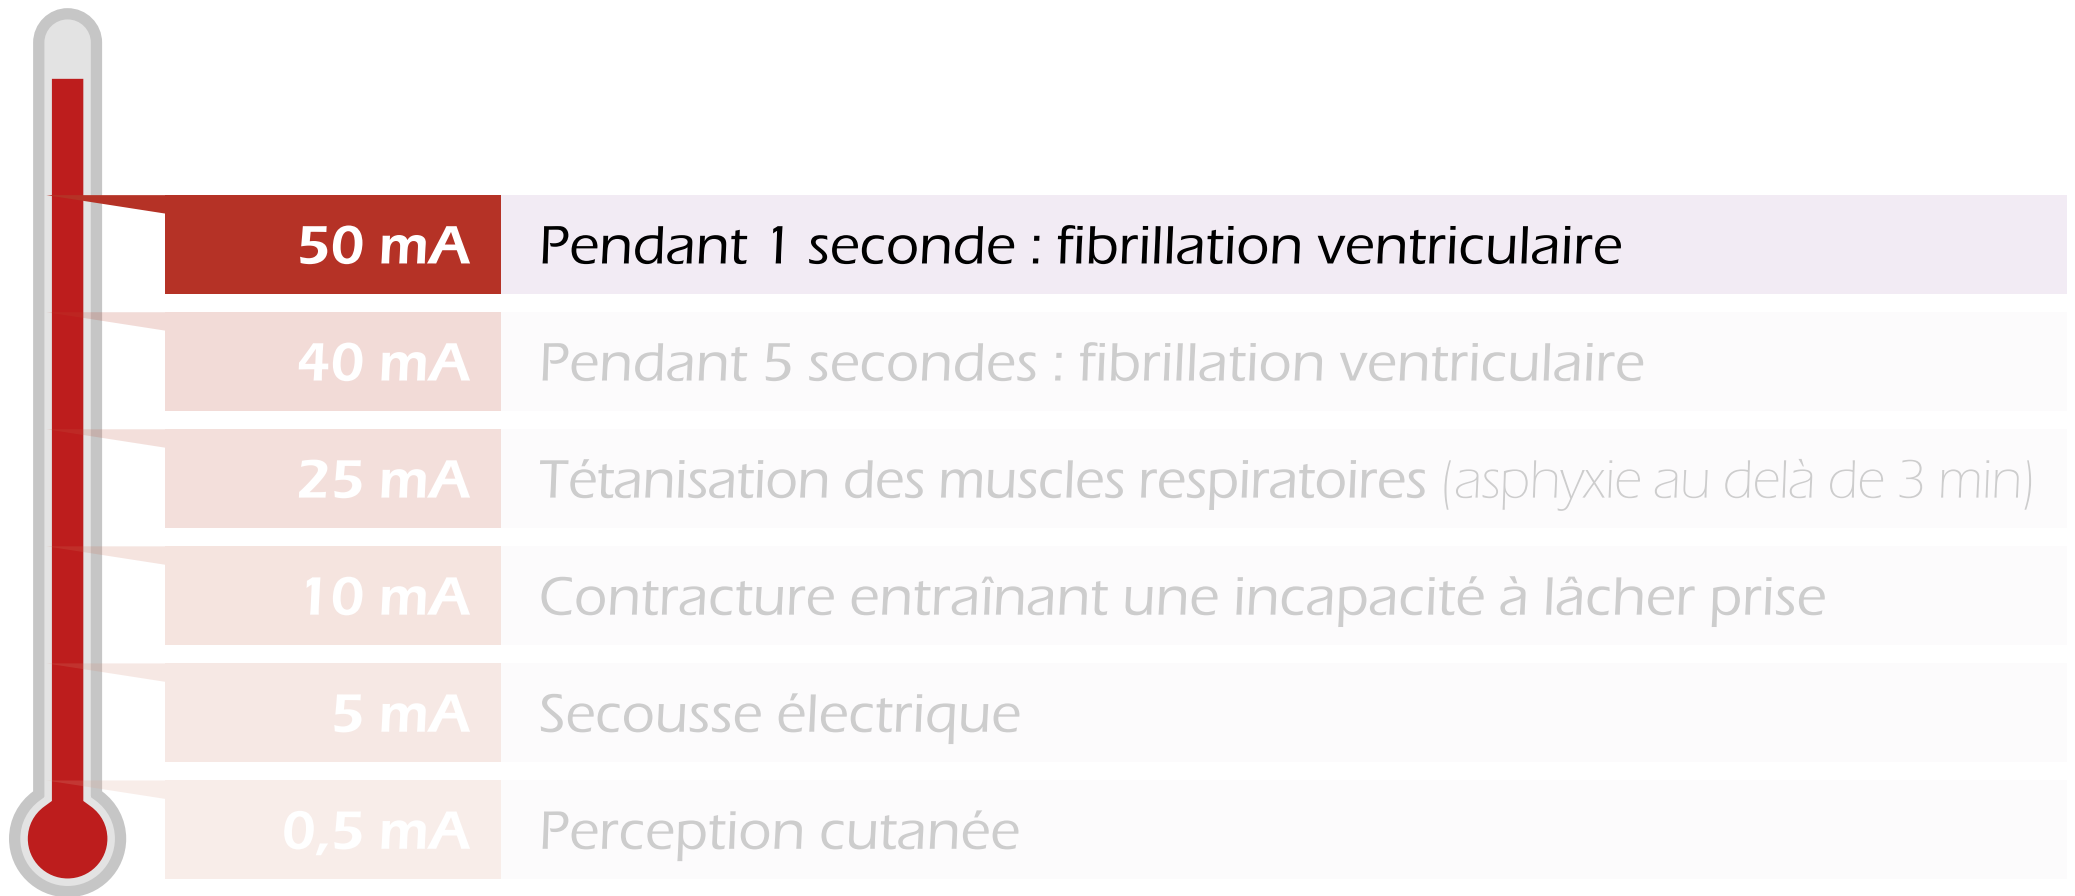 50 mA Pendant 1 seconde : fibrillation ventriculaire
40 mA Pendant 5 secondes : fibrillation ventriculaire
25 mA Tétanisation des muscles respiratoires (asphyxie au delà de 3 min)
10 mA Contracture entraînant une incapacité à lâcher prise
5 mA Secousse électrique
0,5 mA Perception cutanée